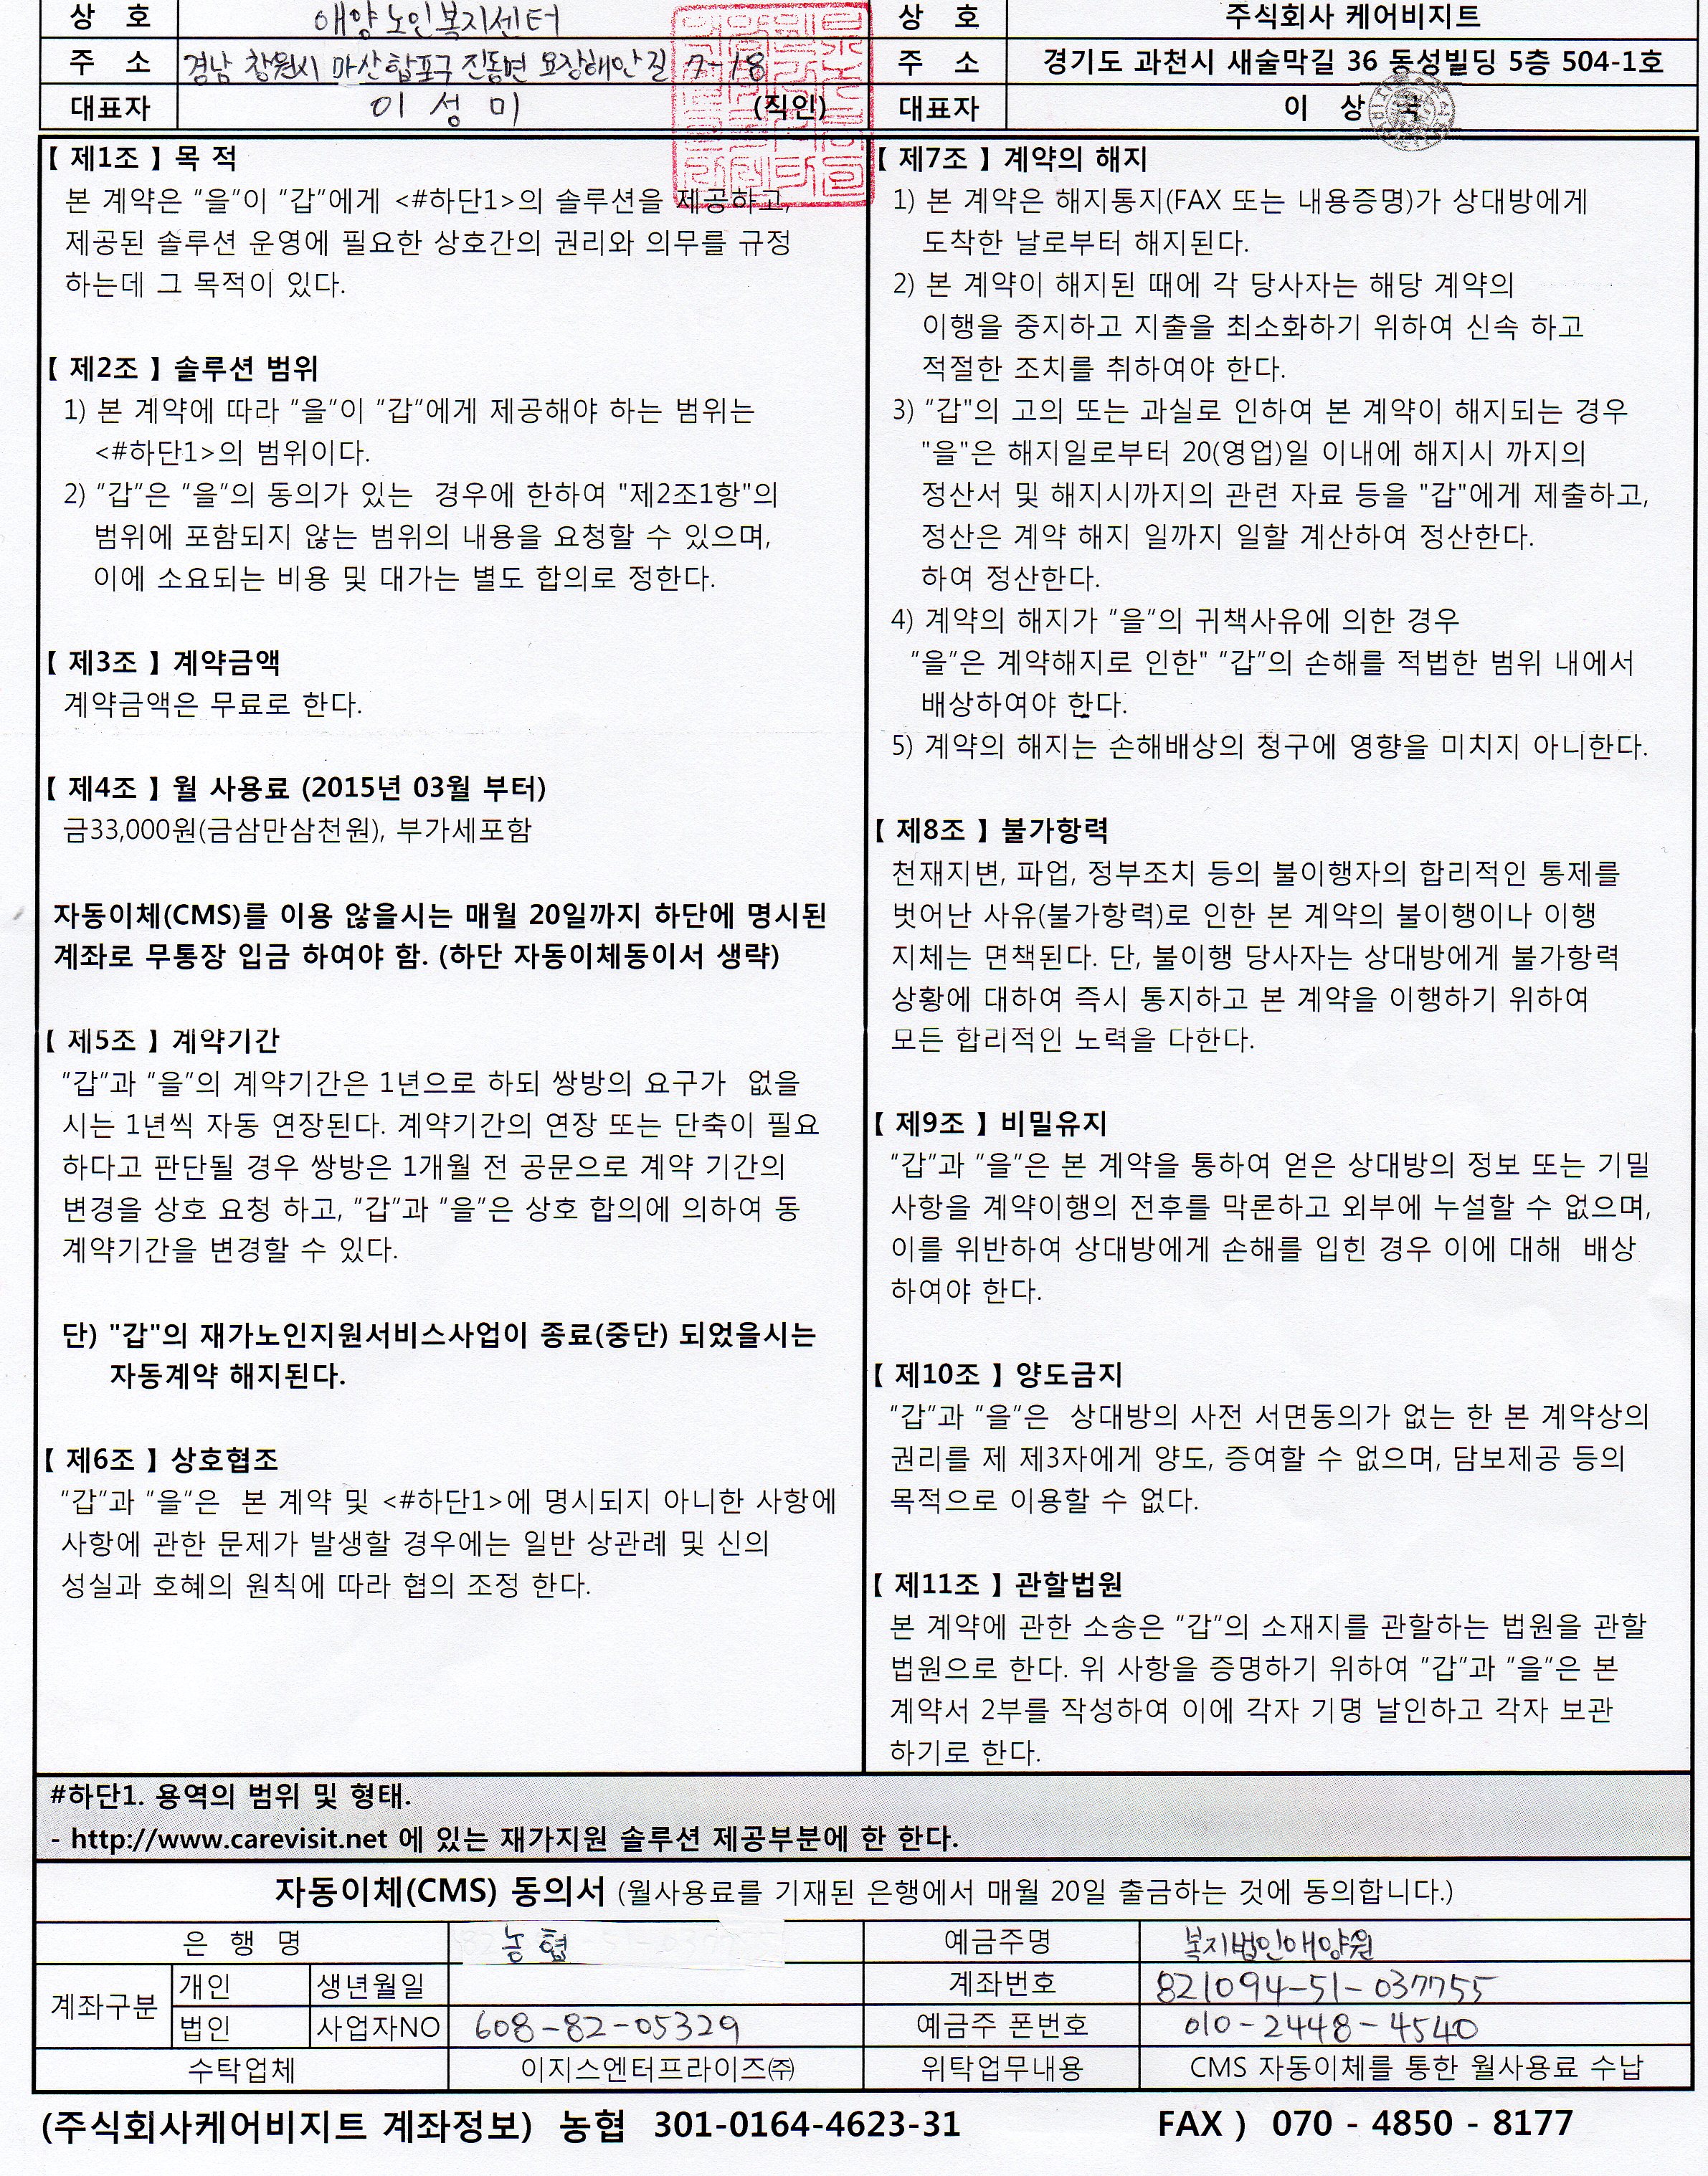 상 호 애양노인복지센터 상 호 주식회사 케어비지트
주 소 경남 창원시 마산합포구 진동면 요장해안길 7-18 주 소 경기도 과천시 새술막길 36 동성빌딩 5층 504-1호
대표자 이 성 미 (직인) 대표자 이 상 국
【 제1조 】 목 적
본 계약은 "을"이 "갑"에게 <#하단1>의 솔루션을 제공하고,
제공된 솔루션 운영에 필요한 상호간의 권리와 의무를 규정
하는데 그 목적이 있다.
【 제2조 】 솔루션 범위
1) 본 계약에 따라 "을"이 "갑"에게 제공해야 하는 범위는
<#하단1>의 범위이다.
2) "갑"은 "을"의 동의가 있는 경우에 한하여 "제2조1항"의
범위에 포함되지 않는 범위의 내용을 요청할 수 있으며,
이에 소요되는 비용 및 대가는 별도 합의로 정한다.
【 제3조 】 계약금액
계약금액은 무료로 한다.
【 제4조 】 월 사용료 (2015년 03월 부터)
금33,000원(금삼만삼천원), 부가세포함
자동이체(CMS)를 이용 않을시는 매월 20일까지 하단에 명시된
계좌로 무통장 입금 하여야 함. (하단 자동이체동이서 생략)
【 제5조 】 계약기간
"갑"과 "을"의 계약기간은 1년으로 하되 쌍방의 요구가 없을
시는 1년씩 자동 연장된다. 계약기간의 연장 또는 단축이 필요
하다고 판단될 경우 쌍방은 1개월 전 공문으로 계약 기간의
변경을 상호 요청 하고, "갑"과 "을"은 상호 합의에 의하여 동
계약기간을 변경할 수 있다.
단) "갑"의 재가노인지원서비스사업이 종료(중단) 되었을시는
자동계약 해지된다.
【 제6조 】 상호협조
"갑"과 "을"은 본 계약 및 <#하단1>에 명시되지 아니한 사항에
사항에 관한 문제가 발생할 경우에는 일반 상관례 및 신의
성실과 호혜의 원칙에 따라 협의 조정 한다.
【 제7조 】 계약의 해지
1) 본 계약은 해지통지(FAX 또는 내용증명)가 상대방에게
도착한 날로부터 해지된다.
2) 본 계약이 해지된 때에 각 당사자는 해당 계약의
이행을 중지하고 지출을 최소화하기 위하여 신속 하고
적절한 조치를 취하여야 한다.
3) "갑"의 고의 또는 과실로 인하여 본 계약이 해지되는 경우
"을"은 해지일로부터 20(영업)일 이내에 해지시 까지의
정산서 및 해지시까지의 관련 자료 등을 "갑"에게 제출하고,
정산은 계약 해지 일까지 일할 계산하여 정산한다.
하여 정산한다.
4) 계약의 해지가 "을"의 귀책사유에 의한 경우
"을"은 계약해지로 인한" "갑"의 손해를 적법한 범위 내에서
배상하여야 한다.
5) 계약의 해지는 손해배상의 청구에 영향을 미치지 아니한다.
【 제8조 】 불가항력
천재지변, 파업, 정부조치 등의 불이행자의 합리적인 통제를
벗어난 사유(불가항력)로 인한 본 계약의 불이행이나 이행
지체는 면책된다. 단, 불이행 당사자는 상대방에게 불가항력
상황에 대하여 즉시 통지하고 본 계약을 이행하기 위하여
모든 합리적인 노력을 다한다.
【 제9조 】 비밀유지
"갑"과 "을"은 본 계약을 통하여 얻은 상대방의 정보 또는 기밀
사항을 계약이행의 전후를 막론하고 외부에 누설할 수 없으며,
이를 위반하여 상대방에게 손해를 입힌 경우 이에 대해 배상
하여야 한다.
【 제10조 】 양도금지
"갑"과 "을"은 상대방의 사전 서면동의가 없는 한 본 계약상의
권리를 제 제3자에게 양도, 증여할 수 없으며, 담보제공 등의
목적으로 이용할 수 없다.
【 제11조 】 관할법원
본 계약에 관한 소송은 "갑"의 소재지를 관할하는 법원을 관할
법원으로 한다. 위 사항을 증명하기 위하여 "갑"과 "을"은 본
계약서 2부를 작성하여 이에 각자 기명 날인하고 각자 보관
하기로 한다.
#하단1. 용역의 범위 및 형태.
- http://www.carevisit.net 에 있는 재가지원 솔루션 제공부분에 한 한다.
자동이체(CMS) 동의서 (월사용료를 기재된 은행에서 매월 20일 출금하는 것에 동의합니다.)
은 행 명 농협 예금주명 복지법인애양원
계좌구분 개인 생년월일 계좌번호 821094-51-037755
법인 사업자NO 608-82-05329 예금주 폰번호 010-2448-4540
수탁업체 이지스엔터프라이즈㈜ 위탁업무내용 CMS 자동이체를 통한 월사용료 수납
(주식회사케어비지트 계좌정보) 농협 301-0164-4623-31 FAX ) 070 - 4850 - 8177